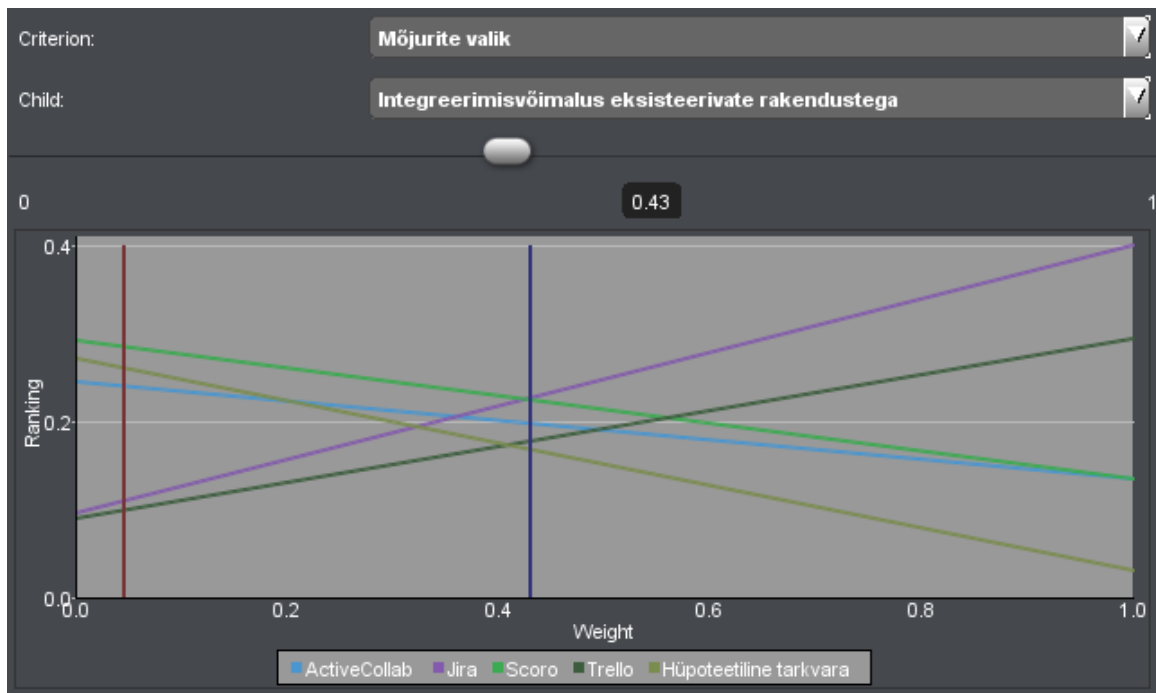 Criterion:
Mõjurite valik
Child:
Integreerimisvõimalus eksisteerivate rakendustega
0
0.43
1
0.4
0.2
0.0
Ranking
0.0
0.2
0.4
0.6
0.8
1.0
Weight
ActiveCollab Jira Scoro Trello Hüpoteetiline tarkvara